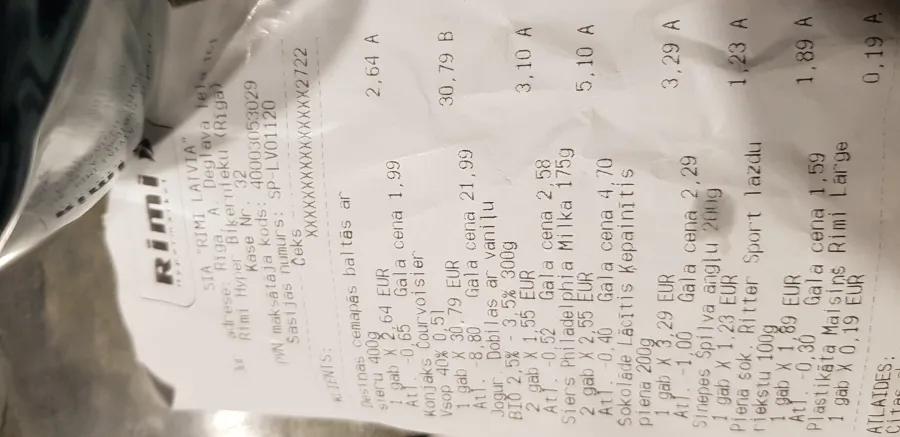 Rimi
SIA "RIMI LATVIA"
adrese: Rīga, A. Deglava iela 161
Rimi Hyper Biķernieku (Rīga)
Kase Nr. 32
PVN maksātāja kods: 40003053029
Sasijas numurs: SP LV01120
Čeks
XXXXXXXXXXXXXXX2722
KLIENTS:
Desiņas cemapās baltās ar
sieru 400g
1 gab X 2,64 EUR 2,64 A
Atl. -0,65 Gala cena 1,99
Konjaks Courvoisier
Vsop 40% 0,5l
1 gab X 30,79 EUR 30,79 B
Atl. -8,80 Gala cena 21,99
Jogur. Dobilas ar vaniļu
BIO 2,5% - 3,5% 300g
2 gab X 1,55 EUR 3,10 A
Atl. -0,52 Gala cena 2,58
Siers Philadelphia Milka 175g
2 gab X 2,55 EUR 5,10 A
Atl. -0,40 Gala cena 4,70
Šokolāde Lācītis Ķepainītis
piena 200g
1 gab X 3,29 EUR 3,29 A
Atl. -1,00 Gala cena 2,29
Sinepes Spilva angļu 200g
1 gab X 1,23 EUR 1,23 A
Piena šok. Ritter Sport lazdu
riekstu 100g
1 gab X 1,89 EUR 1,89 A
Atl. -0,30 Gala cena 1,59
Plastikāta Maisiņš Rimi Large
1 gab X 0,19 EUR 0,19 A
ATLAIDES: